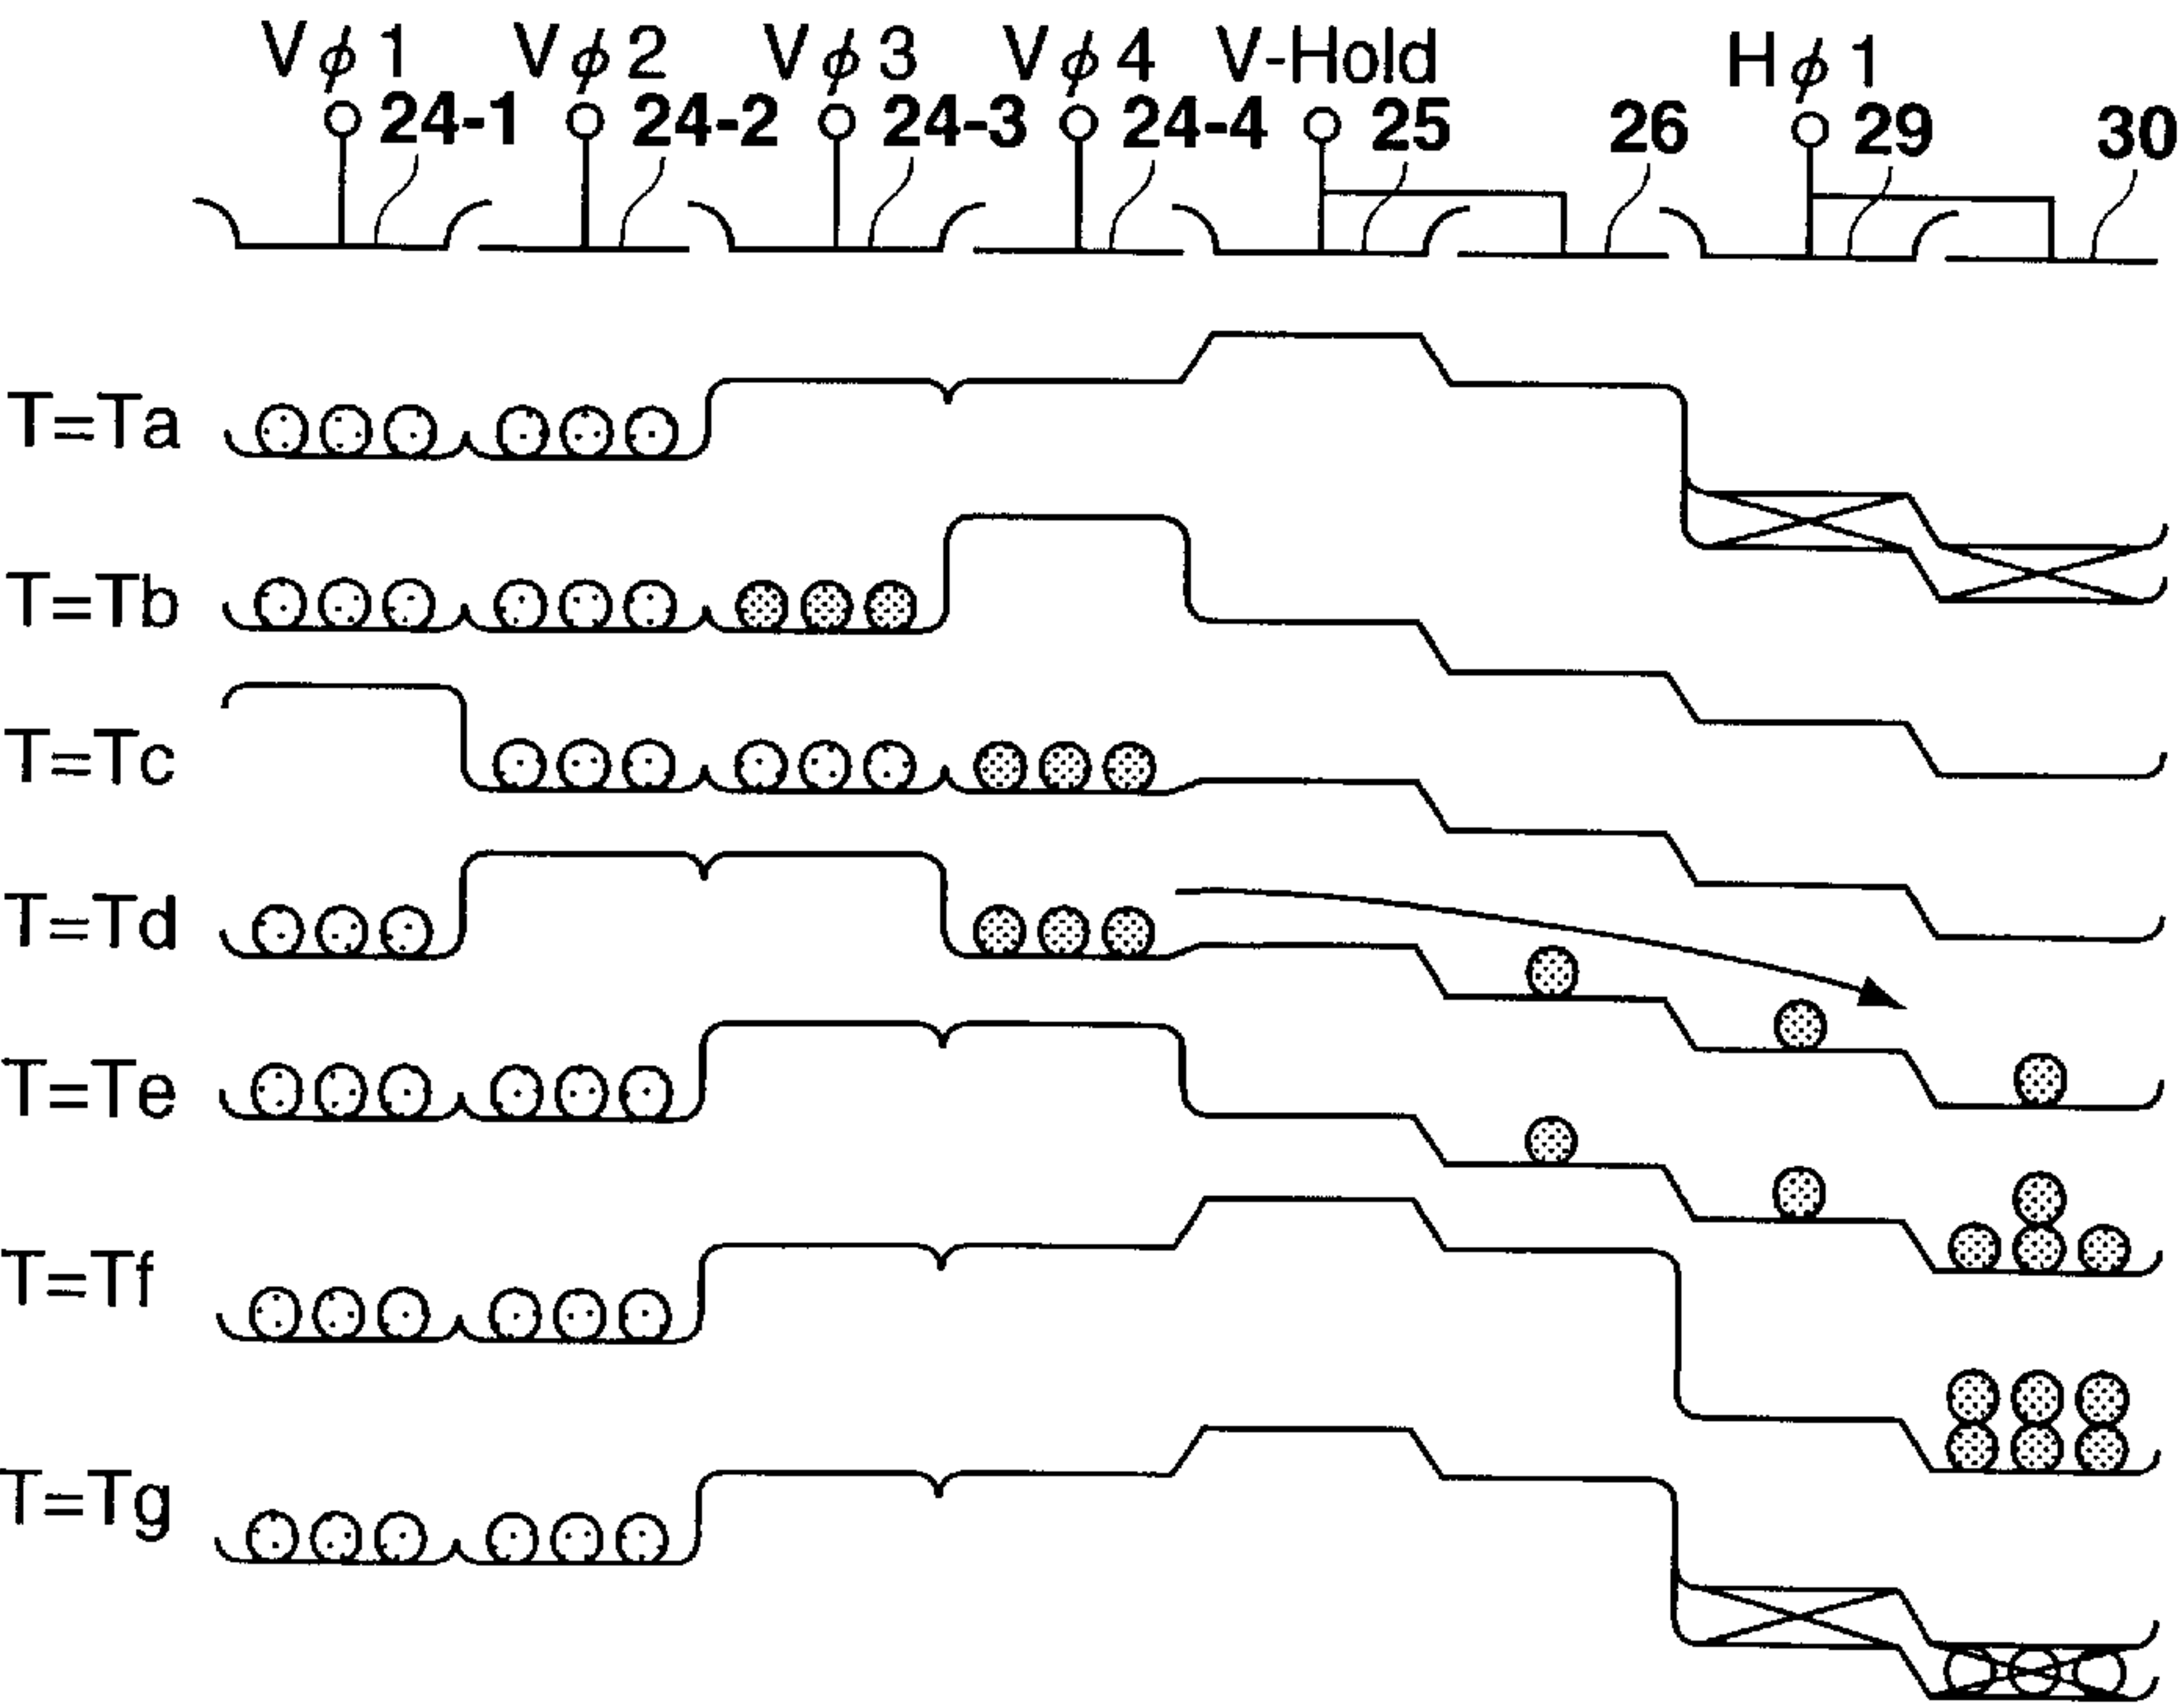 Vϕ1 Vϕ2 Vϕ3 Vϕ4 V-Hold Hϕ1
24-1 24-2 24-3 24-4 25 26 29 30
T=Ta
T=Tb
T=Tc
T=Td
T=Te
T=Tf
T=Tg